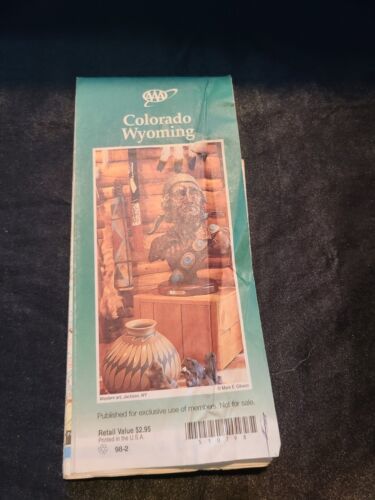 AAA
Colorado
Wyoming
Western art, Jackson, WY
© Mark E. Gibson
Published for exclusive use of members. Not for sale.
Retail Value $2.95
Printed in the U.S.A.
98-2
510798